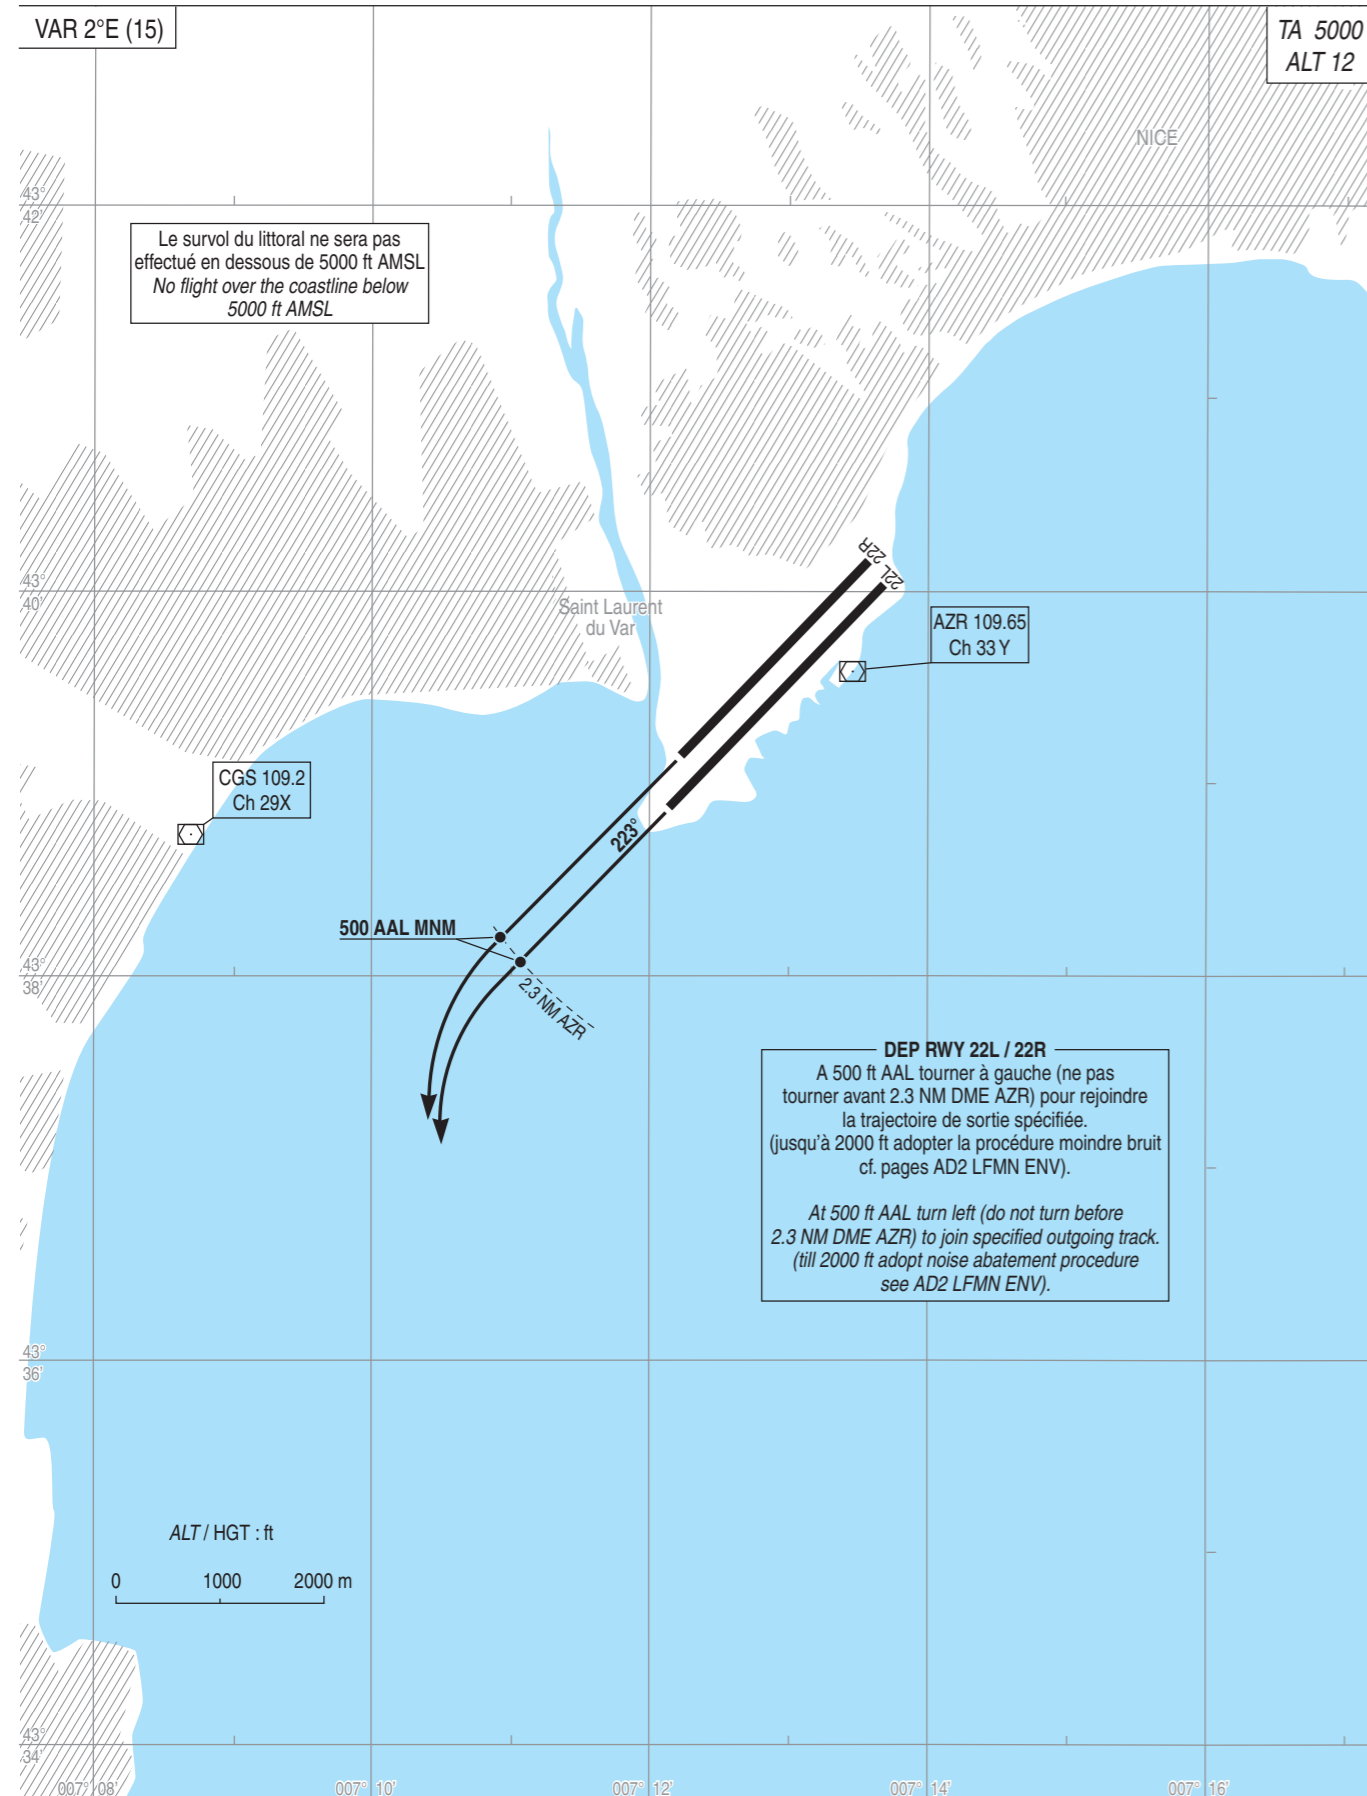 VAR 2°E (15)
TA 5000
ALT 12
NICE
43°
42'
Le survol du littoral ne sera pas
effectué en dessous de 5000 ft AMSL
No flight over the coastline below
5000 ft AMSL
22R
22L
43°
40'
Saint Laurent
du Var
AZR 109.65
Ch 33 Y
CGS 109.2
Ch 29X
223°
500 AAL MNM
43°
38'
2.3 NM AZR
DEP RWY 22L / 22R
A 500 ft AAL tourner à gauche (ne pas
tourner avant 2.3 NM DME AZR) pour rejoindre
la trajectoire de sortie spécifiée.
(jusqu'à 2000 ft adopter la procédure moindre bruit
cf. pages AD2 LFMN ENV).
At 500 ft AAL turn left (do not turn before
2.3 NM DME AZR) to join specified outgoing track.
(till 2000 ft adopt noise abatement procedure
see AD2 LFMN ENV).
43°
36'
ALT / HGT : ft
0 1000 2000 m
43°
34'
007° 08' 007° 10' 007° 12' 007° 14' 007° 16'